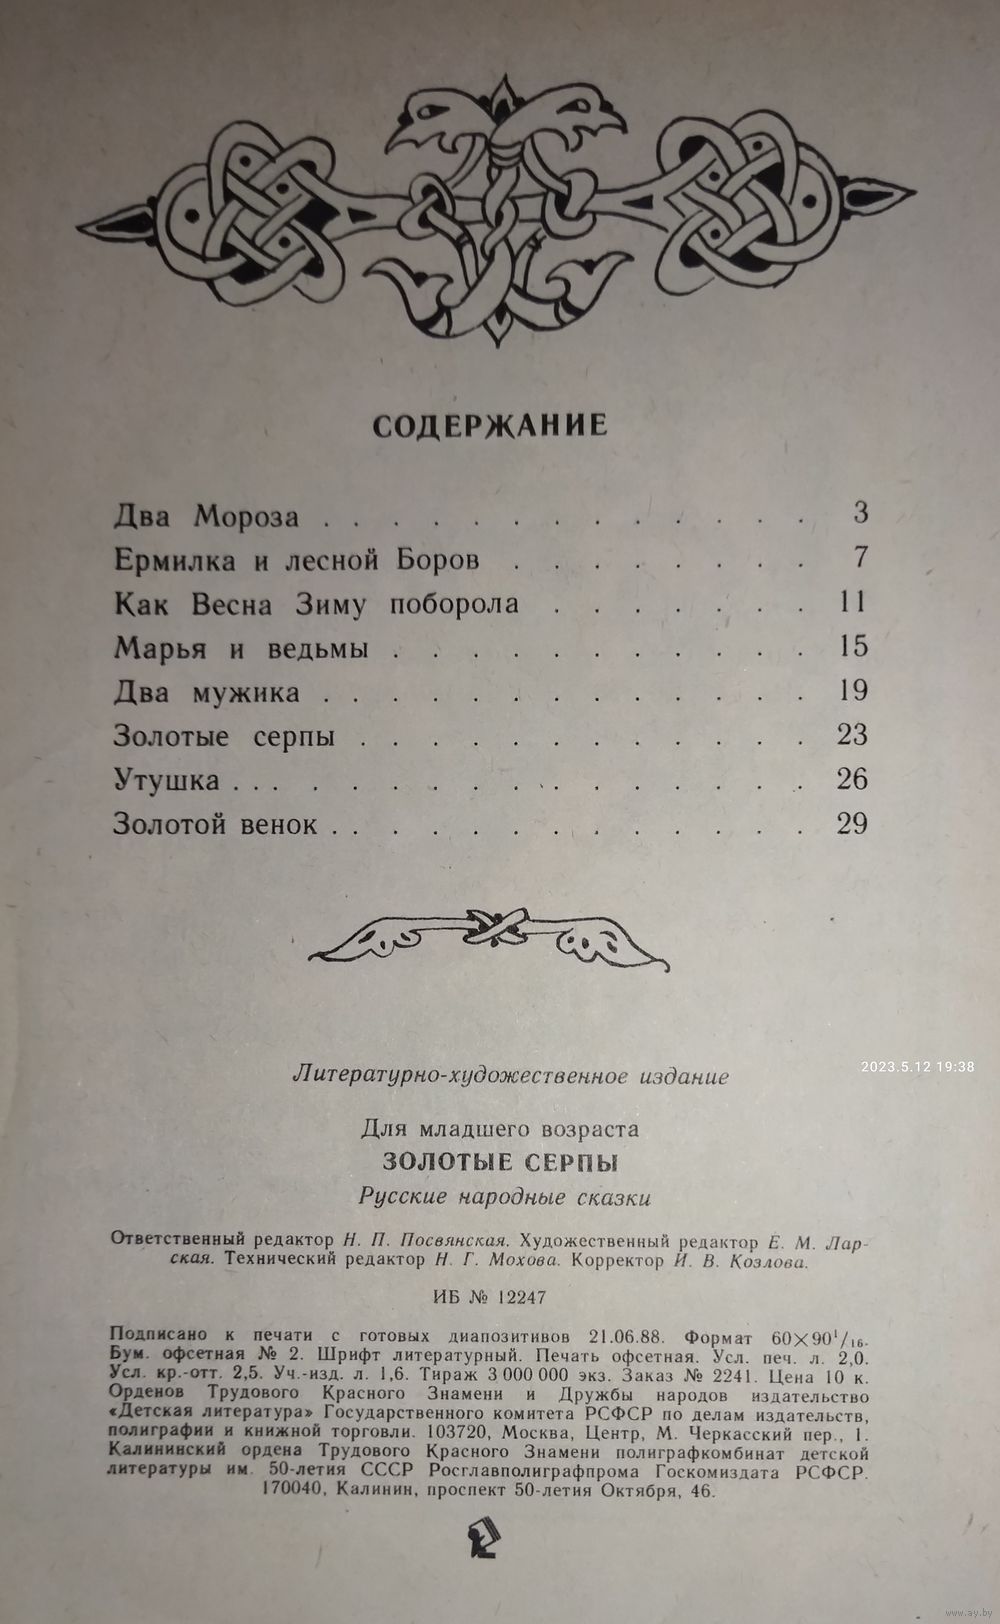 СОДЕРЖАНИЕ
Два Мороза . . . . . . . . . . . . . 3
Ермилка и лесной Боров . . . . . . . . 7
Как Весна Зиму поборола . . . . . . . 11
Марья и ведьмы . . . . . . . . . . . 15
Два мужика . . . . . . . . . . . . . 19
Золотые серпы . . . . . . . . . . . . 23
Утушка . . . . . . . . . . . . . . . . 26
Золотой венок . . . . . . . . . . . . . 29
Литературно-художественное издание
2023.5.12 19:38
Для младшего возраста
ЗОЛОТЫЕ СЕРПЫ
Русские народные сказки
Ответственный редактор Н. П. Посвянская. Художественный редактор Е. М. Лар-
ская. Технический редактор Н. Г. Мохова. Корректор И. В. Козлова.
ИБ № 12247
Подписано к печати с готовых диапозитивов 21.06.88. Формат 60×90¹/₁₆.
Бум. офсетная № 2. Шрифт литературный. Печать офсетная. Усл. печ. л. 2,0.
Усл. кр.-отт. 2,5. Уч.-изд. л. 1,6. Тираж 3 000 000 экз. Заказ № 2241. Цена 10 к.
Орденов Трудового Красного Знамени и Дружбы народов издательство
«Детская литература» Государственного комитета РСФСР по делам издательств,
полиграфии и книжной торговли. 103720, Москва, Центр, М. Черкасский пер., 1.
Калининский ордена Трудового Красного Знамени полиграфкомбинат детской
литературы им. 50-летия СССР Росглавполиграфпрома Госкомиздата РСФСР.
170040, Калинин, проспект 50-летия Октября, 46.
www.ay.by